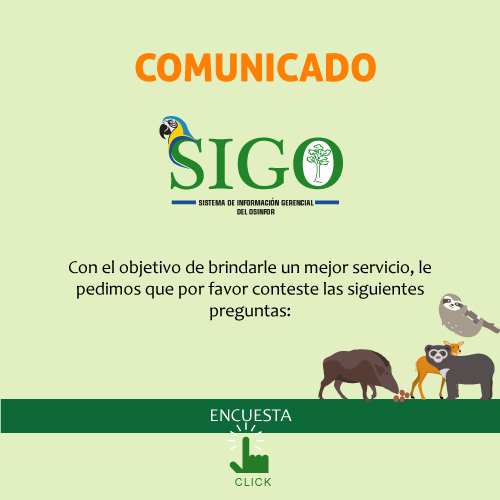 COMUNICADO
SIGO
SISTEMA DE INFORMACIÓN GERENCIAL
DEL OSINFOR
Con el objetivo de brindarle un mejor servicio, le
pedimos que por favor conteste las siguientes
preguntas:
ENCUESTA
CLICK